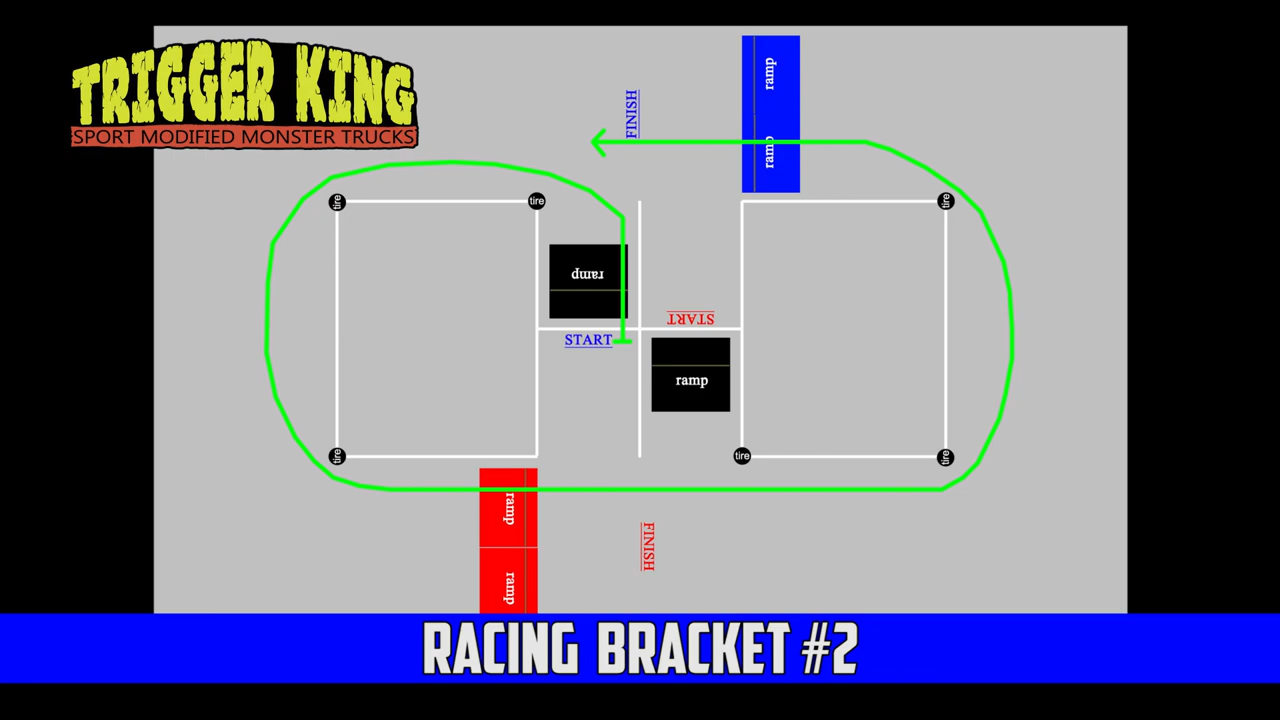 TRIGGER KING
SPORT MODIFIED MONSTER TRUCKS
FINISH
ramp
ramp
tire
tire
tire
ramp
START
START
ramp
tire
tire
tire
ramp
ramp
FINISH
RACING BRACKET #2